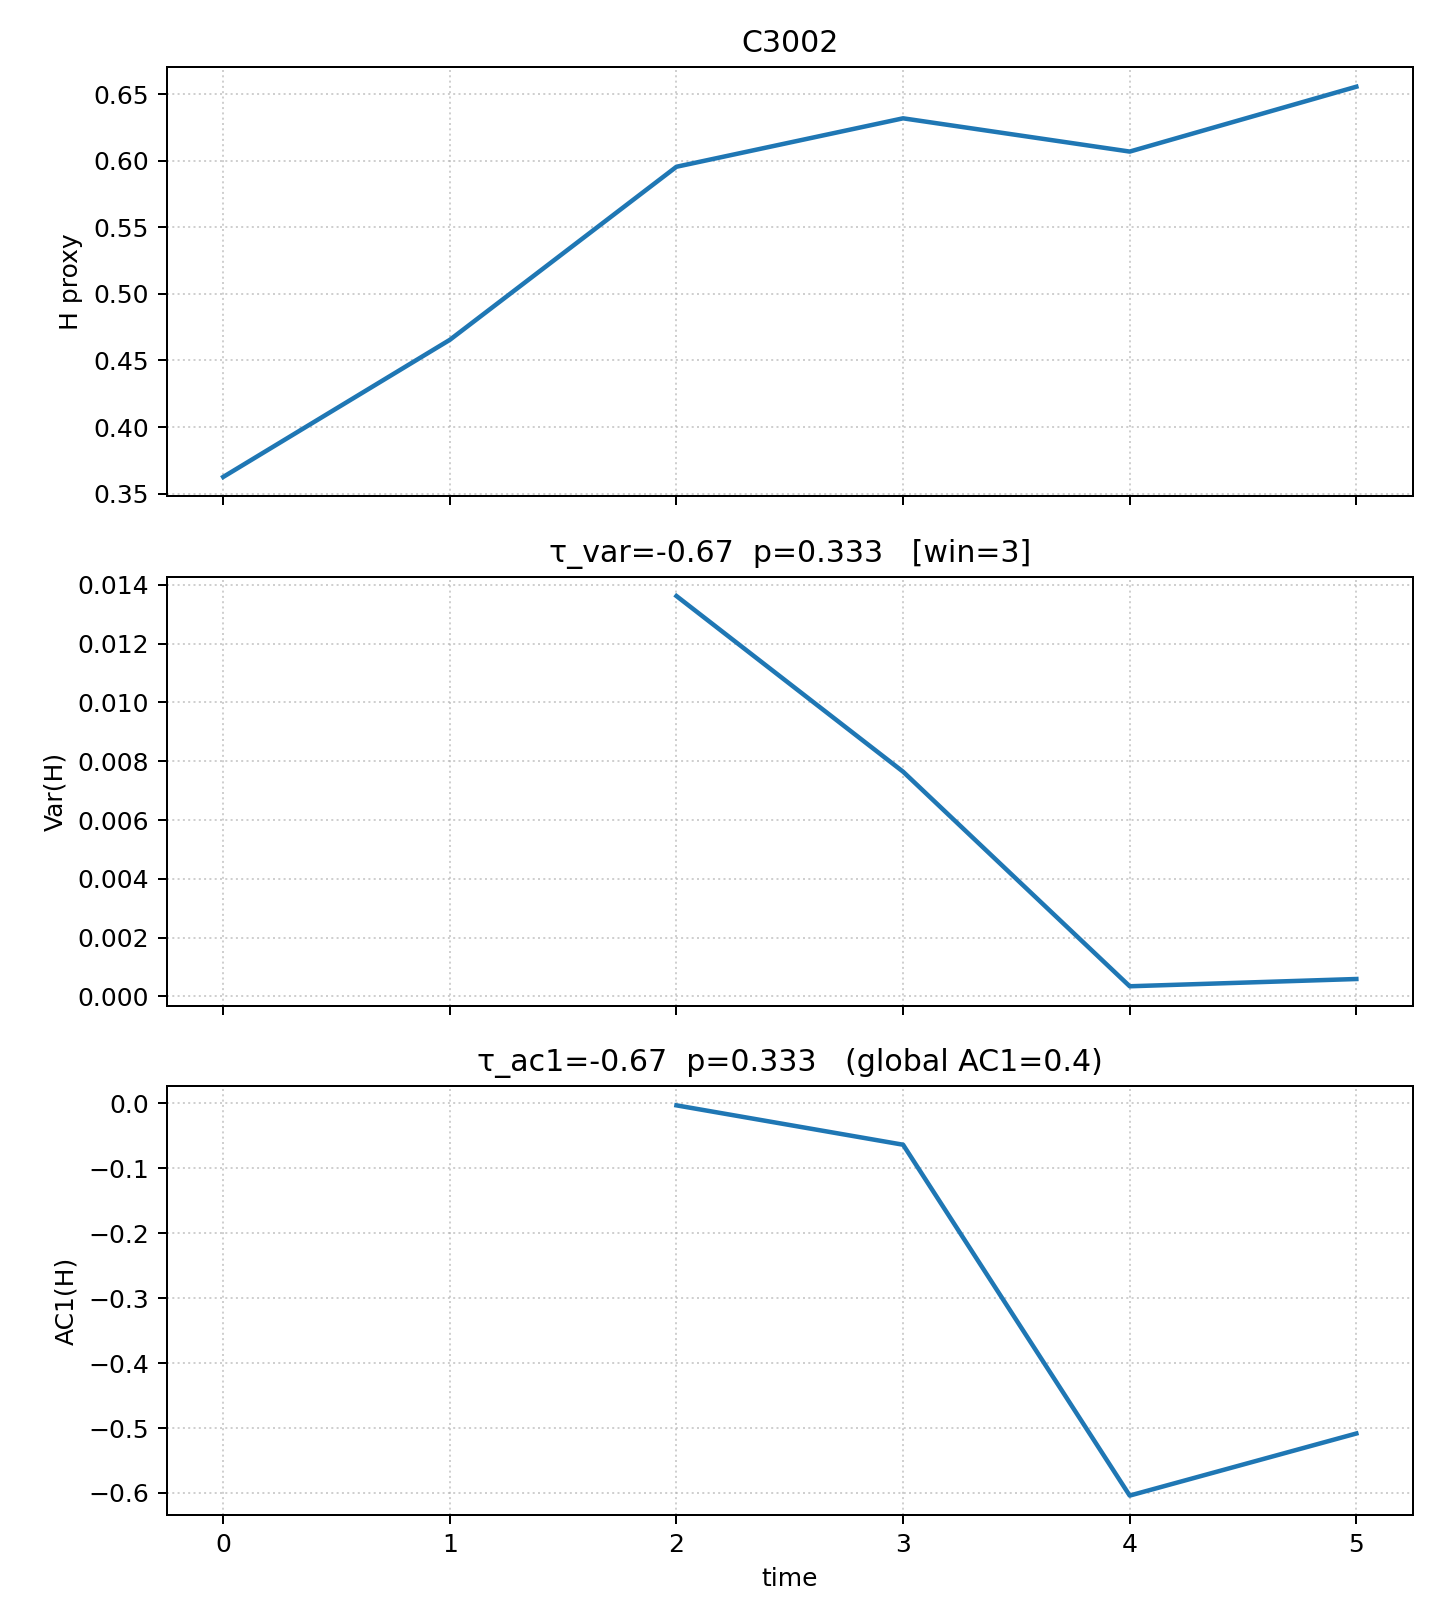 C3002
0.65
0.60
0.55
0.50
0.45
0.40
0.35
H proxy
τ_var=-0.67  p=0.333   [win=3]
0.014
0.012
0.010
0.008
0.006
0.004
0.002
0.000
Var(H)
τ_ac1=-0.67  p=0.333   (global AC1=0.4)
0.0
−0.1
−0.2
−0.3
−0.4
−0.5
−0.6
AC1(H)
0 1 2 3 4 5
time